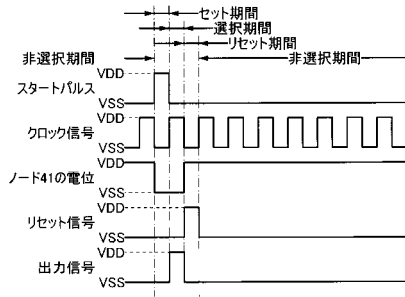 セット期間
選択期間
リセット期間
非選択期間 非選択期間
VDD
スタートパルス
VSS
VDD
クロック信号
VSS
VDD
ノード41の電位
VSS
VDD
リセット信号
VSS
VDD
出力信号
VSS